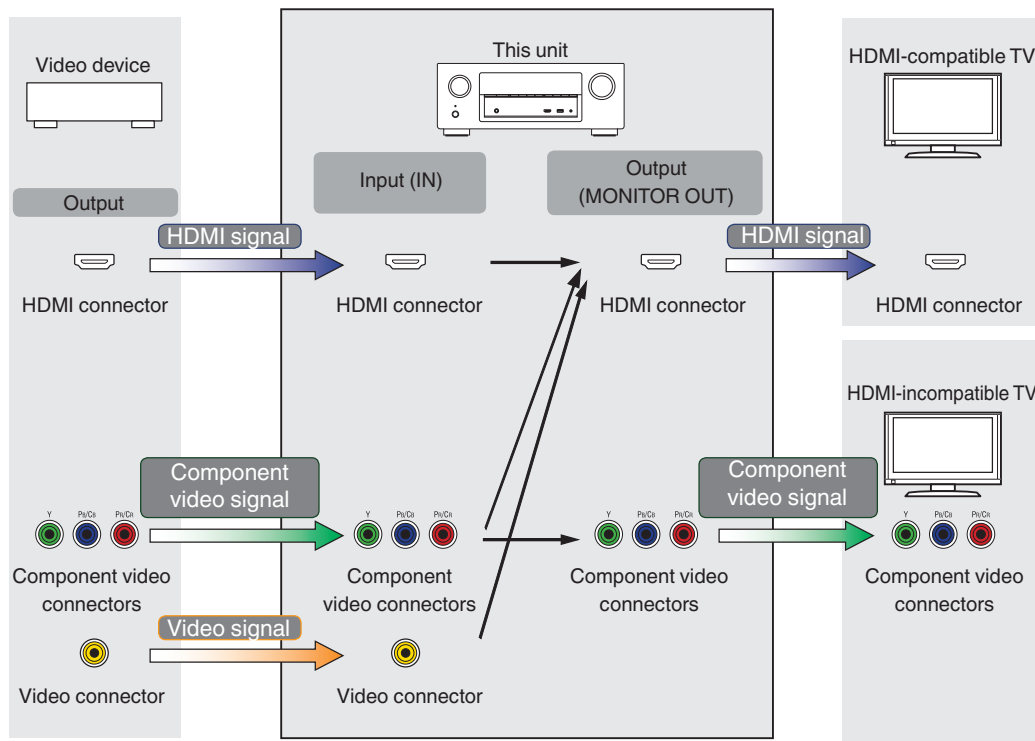 Video device
This unit
HDMI-compatible TV
Input (IN)
Output
(MONITOR OUT)
Output
HDMI signal
HDMI signal
HDMI connector
HDMI connector
HDMI connector
HDMI connector
HDMI-incompatible TV
Component
video signal
Component
video signal
Y PB/CB PR/CR
Y PB/CB PR/CR
Y PB/CB PR/CR
Y PB/CB PR/CR
Component video
connectors
Component
video connectors
Component video
connectors
Component video
connectors
Video signal
Video connector
Video connector